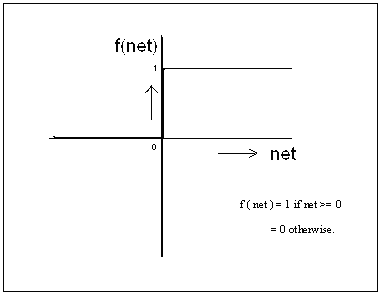 f(net)
1
0
net
f ( net ) = 1 if net >= 0
= 0 otherwise.